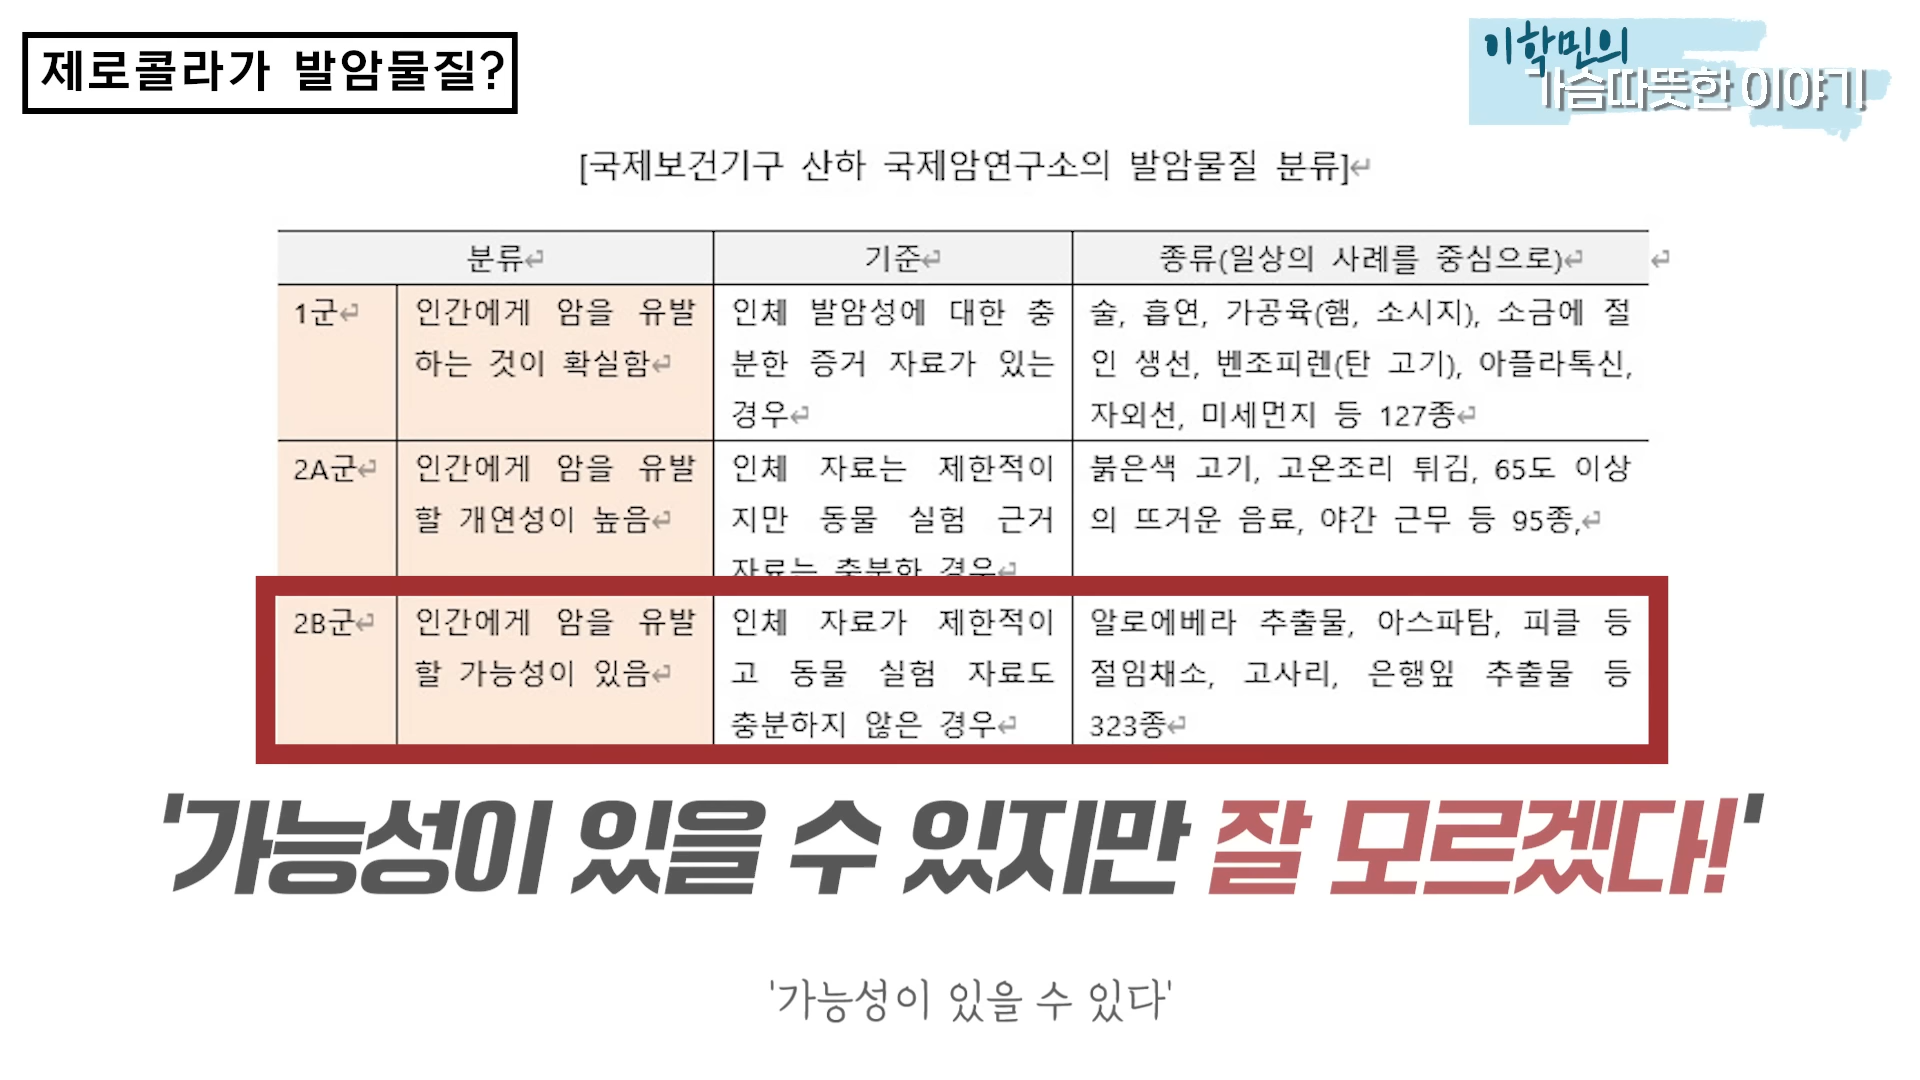 제로콜라가 발암물질?
이학민의
가슴따뜻한 이야기
[국제보건기구 산하 국제암연구소의 발암물질 분류]↵
분류↵
기준↵
종류(일상의 사례를 중심으로)↵
↵
1군↵
인간에게 암을 유발
하는 것이 확실함↵
인체 발암성에 대한 충
분한 증거 자료가 있는
경우↵
술, 흡연, 가공육(햄, 소시지), 소금에 절
인 생선, 벤조피렌(탄 고기), 아플라톡신,
자외선, 미세먼지 등 127종↵
2A군↵
인간에게 암을 유발
할 개연성이 높음↵
인체 자료는 제한적이
지만 동물 실험 근거
자료는 충분한 경우↵
붉은색 고기, 고온조리 튀김, 65도 이상
의 뜨거운 음료, 야간 근무 등 95종,↵
2B군↵
인간에게 암을 유발
할 가능성이 있음↵
인체 자료가 제한적이
고 동물 실험 자료도
충분하지 않은 경우↵
알로에베라 추출물, 아스파탐, 피클 등
절임채소, 고사리, 은행잎 추출물 등
323종↵
'가능성이 있을 수 있지만 잘 모르겠다!'
'가능성이 있을 수 있다'